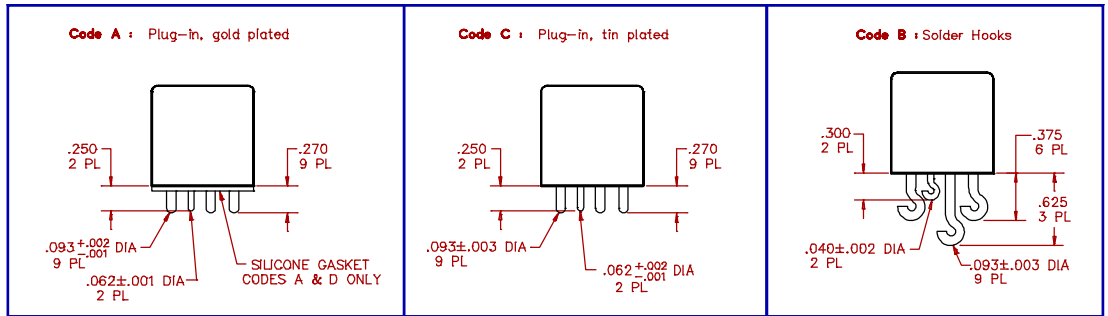 Code A : Plug-in, gold plated
.250
2 PL
.270
9 PL
.093 +.002 -.001 DIA
9 PL
.062±.001 DIA
2 PL
SILICONE GASKET
CODES A & D ONLY
Code C : Plug-in, tin plated
.250
2 PL
.270
9 PL
.093±.003 DIA
9 PL
.062 +.002 -.001 DIA
2 PL
Code B : Solder Hooks
.300
2 PL
.375
6 PL
.625
3 PL
.040±.002 DIA
2 PL
.093±.003 DIA
9 PL